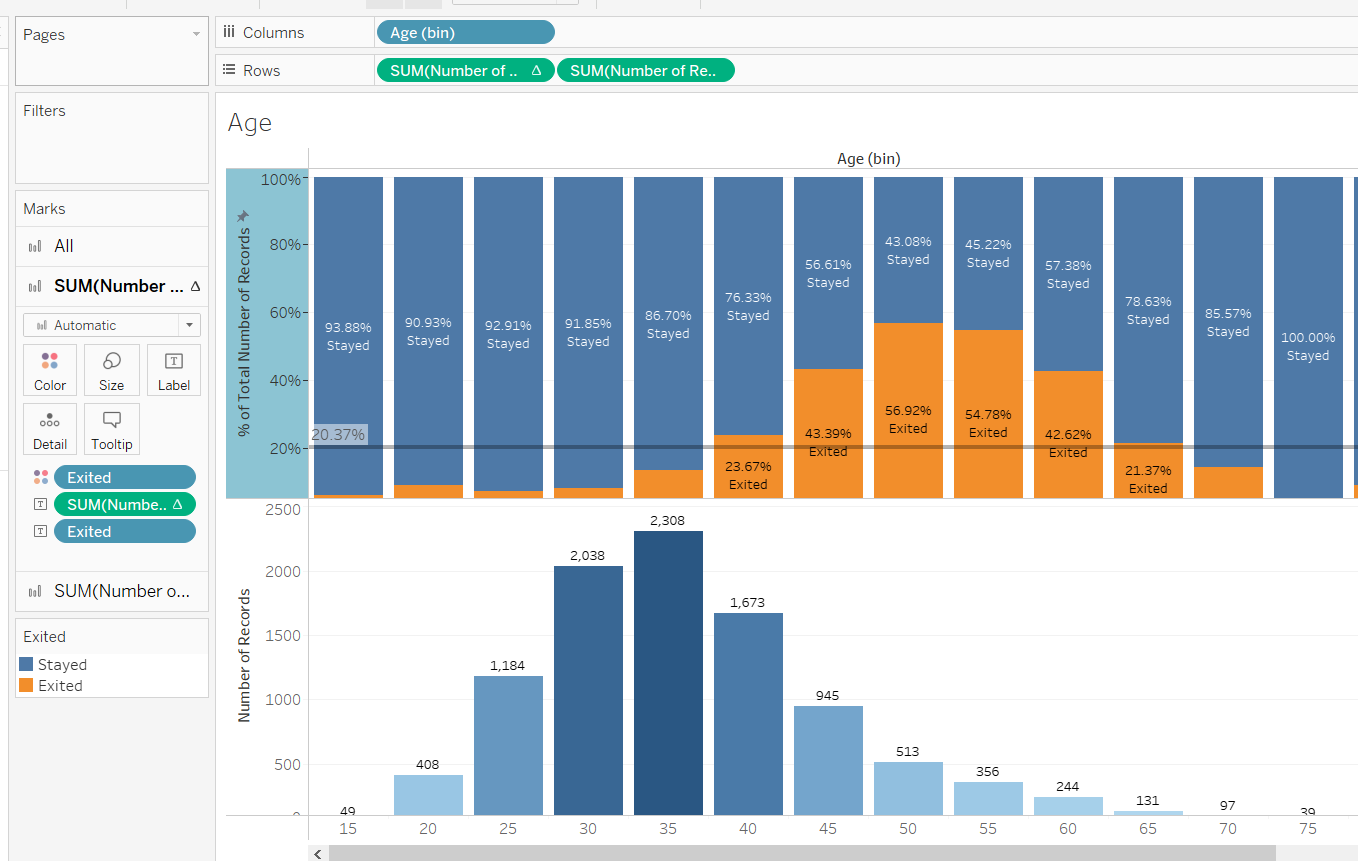 Pages
Columns
Age (bin)
Rows
SUM(Number of ..
SUM(Number of Re..
Filters
Marks
All
SUM(Number ...
Automatic
Color
Size
Label
Detail
Tooltip
Exited
SUM(Numbe..
Exited
SUM(Number o...
Exited
Stayed
Exited
Age
Age (bin)
% of Total Number of Records
100%
80%
60%
40%
20%
20.37%
93.88%
Stayed
90.93%
Stayed
92.91%
Stayed
91.85%
Stayed
86.70%
Stayed
76.33%
Stayed
23.67%
Exited
56.61%
Stayed
43.39%
Exited
43.08%
Stayed
56.92%
Exited
45.22%
Stayed
54.78%
Exited
57.38%
Stayed
42.62%
Exited
78.63%
Stayed
21.37%
Exited
85.57%
Stayed
100.00%
Stayed
Number of Records
2500
2000
1500
1000
500
0
49
408
1,184
2,038
2,308
1,673
945
513
356
244
131
97
39
15 20 25 30 35 40 45 50 55 60 65 70 75